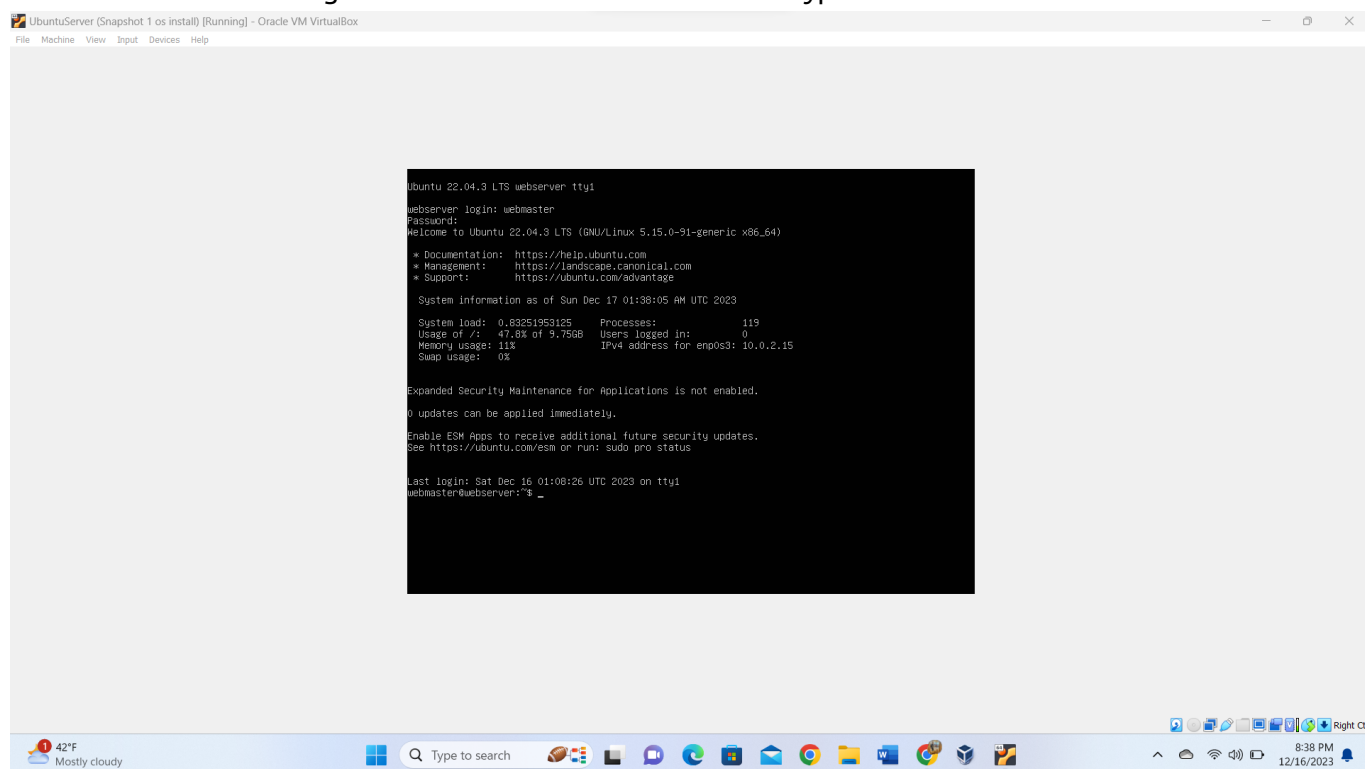 UbuntuServer (Snapshot 1 os install) [Running] - Oracle VM VirtualBox
File Machine View Input Devices Help
Ubuntu 22.04.3 LTS webserver tty1
webserver login: webmaster
Password:
Welcome to Ubuntu 22.04.3 LTS (GNU/Linux 5.15.0-91-generic x86_64)
* Documentation: https://help.ubuntu.com
* Management: https://landscape.canonical.com
* Support: https://ubuntu.com/advantage
System information as of Sun Dec 17 01:38:05 AM UTC 2023
System load: 0.83251953125 Processes: 119
Usage of /: 47.8% of 9.75GB Users logged in: 0
Memory usage: 11% IPv4 address for enp0s3: 10.0.2.15
Swap usage: 0%
Expanded Security Maintenance for Applications is not enabled.
0 updates can be applied immediately.
Enable ESM Apps to receive additional future security updates.
See https://ubuntu.com/esm or run: sudo pro status
Last login: Sat Dec 16 01:08:26 UTC 2023 on tty1
webmaster@webserver:~$ _
Right Ct
1
42°F
Mostly cloudy
Type to search
8:38 PM
12/16/2023